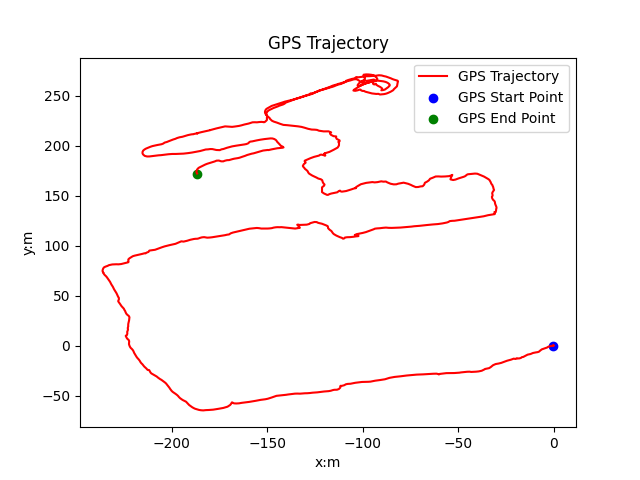 GPS Trajectory
GPS Trajectory
GPS Start Point
GPS End Point
250
200
150
100
50
0
−50
y:m
−200
−150
−100
−50
0
x:m